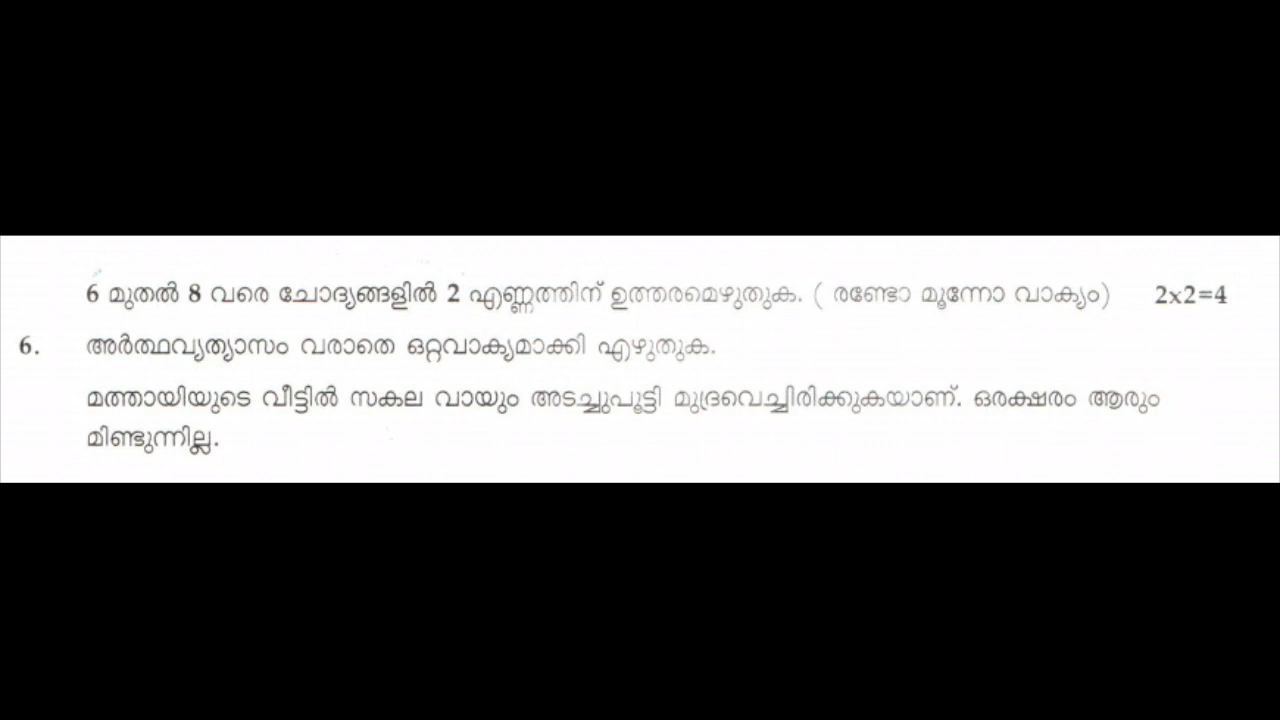 6 മുതൽ 8 വരെ ചോദ്യങ്ങളിൽ 2 എണ്ണത്തിന് ഉത്തരമെഴുതുക. ( രണ്ടോ മൂന്നോ വാക്യം) 2x2=4
6. അർത്ഥവ്യത്യാസം വരാതെ ഒറ്റവാക്യമാക്കി എഴുതുക.
മത്തായിയുടെ വീട്ടിൽ സകല വായും അടച്ചുപൂട്ടി മുദ്രവെച്ചിരിക്കുകയാണ്. ഒരക്ഷരം ആരും
മിണ്ടുന്നില്ല.